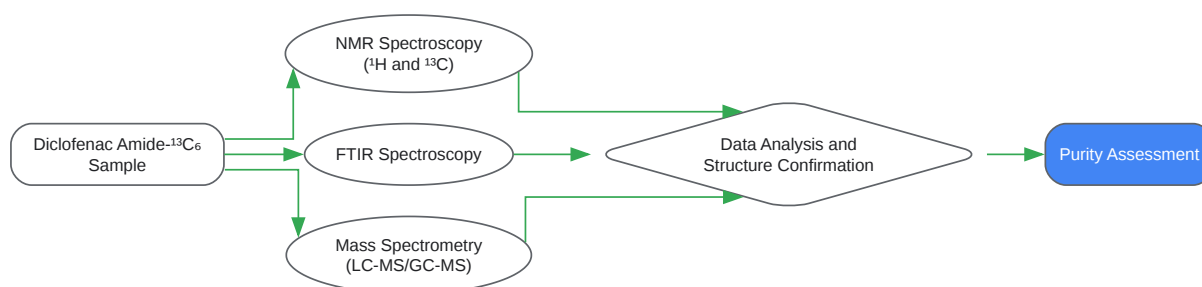 NMR Spectroscopy
(¹H and ¹³C)
Diclofenac Amide-¹³C₆
Sample
FTIR Spectroscopy
Data Analysis and
Structure Confirmation
Purity Assessment
Mass Spectrometry
(LC-MS/GC-MS)